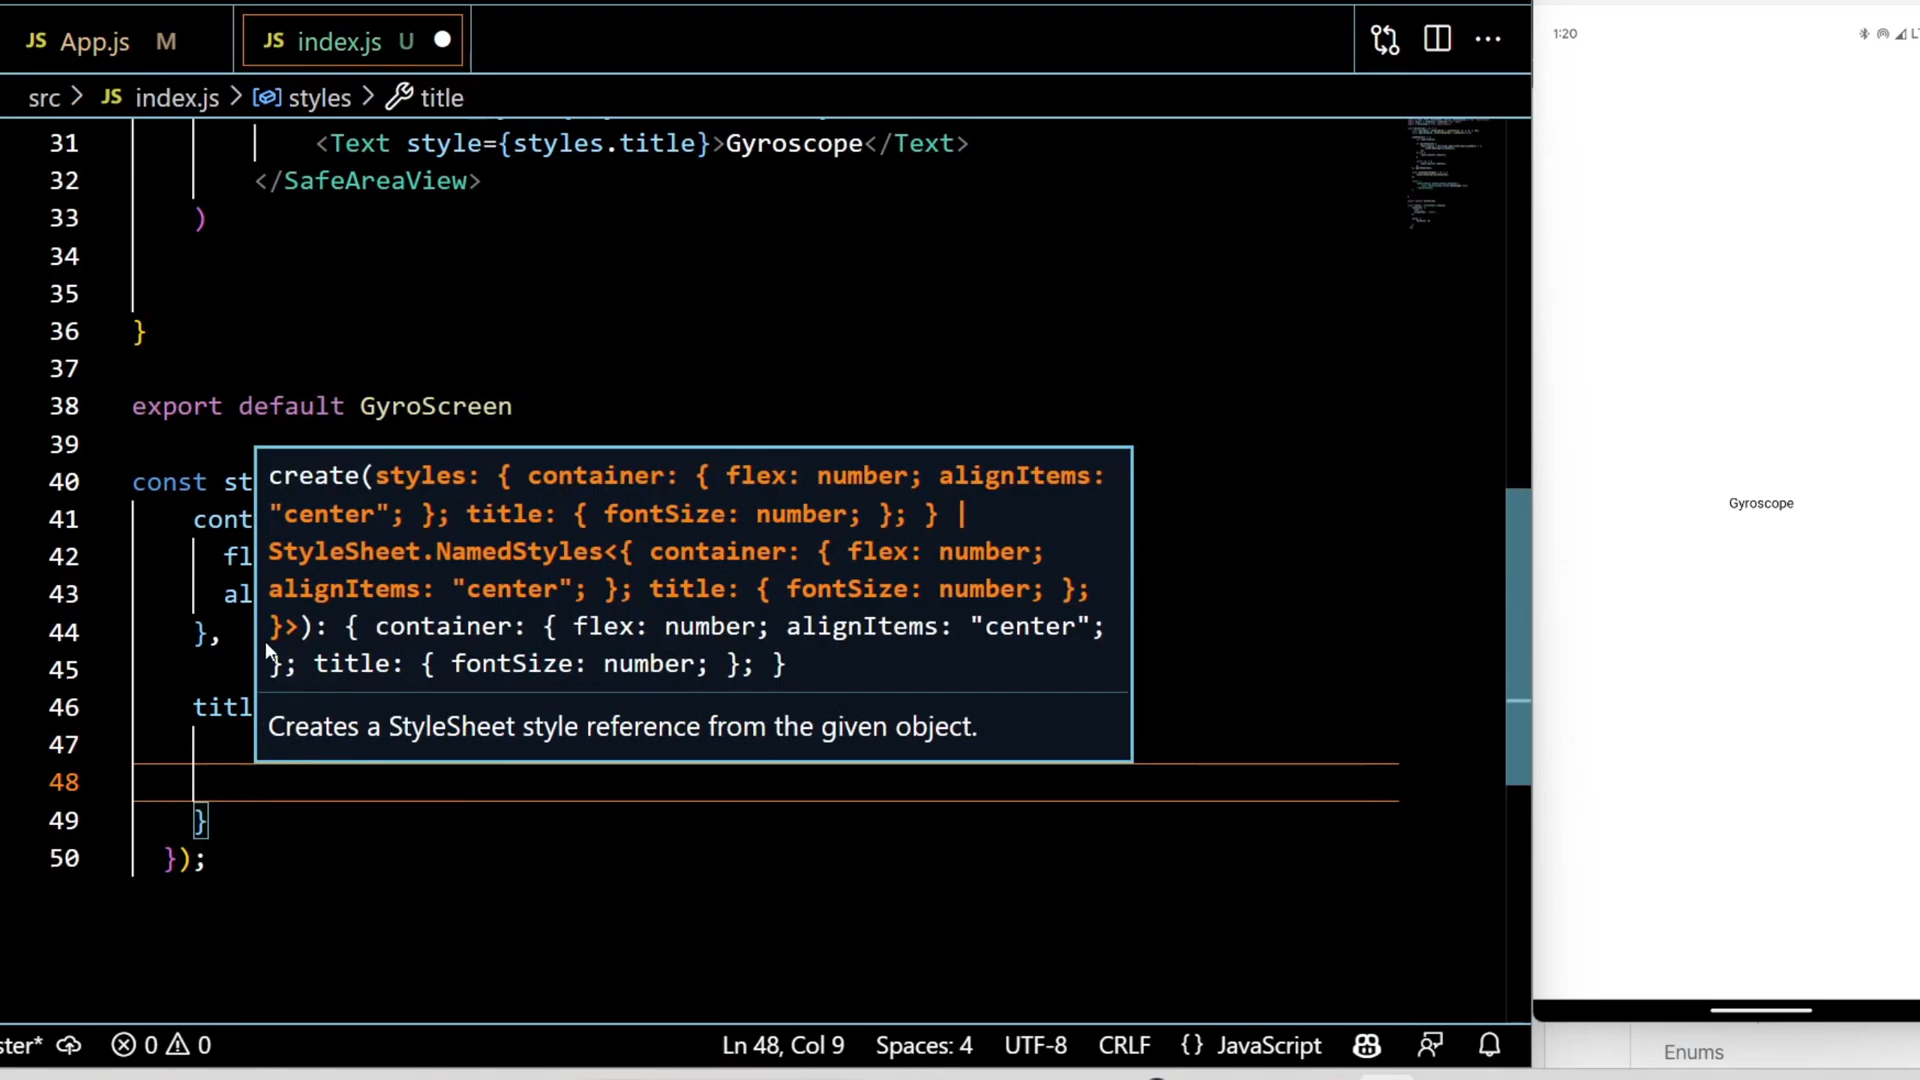 JS App.js M JS index.js U
src > JS index.js > styles > title
31 <Text style={styles.title}>Gyroscope</Text>
32 </SafeAreaView>
33 )
34
35
36 }
37
38 export default GyroScreen
39
40 const st
41 cont
42 fl
43 al
44 },
45
46 titl
47
48
49 }
50 });
create(styles: { container: { flex: number; alignItems:
"center"; }; title: { fontSize: number; }; } |
StyleSheet.NamedStyles<{ container: { flex: number;
alignItems: "center"; }; title: { fontSize: number; };
}>): { container: { flex: number; alignItems: "center";
}; title: { fontSize: number; }; }
Creates a StyleSheet style reference from the given object.
ster* 0 0 Ln 48, Col 9 Spaces: 4 UTF-8 CRLF {} JavaScript
1:20
Gyroscope
Enums